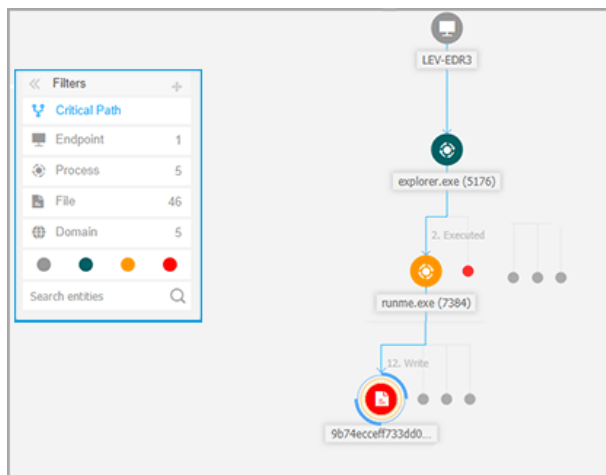 Filters
Critical Path
Endpoint 1
Process 5
File 46
Domain 5
Search entities
LEV-EDR3
explorer.exe (5176)
2. Executed
runme.exe (7384)
12. Write
9b74ecceff733dd0...